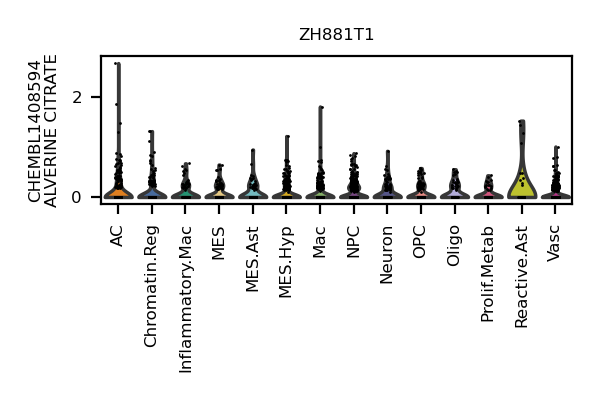 ZH881T1
CHEMBL1408594
ALVERINE CITRATE
2
0
AC
Chromatin.Reg
Inflammatory.Mac
MES
MES.Ast
MES.Hyp
Mac
NPC
Neuron
OPC
Oligo
Prolif.Metab
Reactive.Ast
Vasc